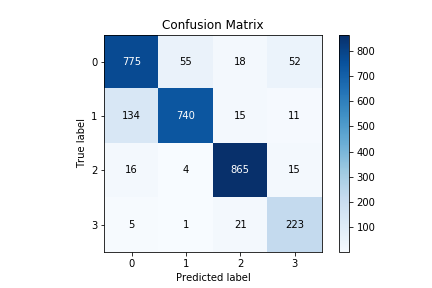 Confusion Matrix
0 775 55 18 52
1 134 740 15 11
2 16 4 865 15
3 5 1 21 223
0 1 2 3
True label
Predicted label
800
700
600
500
400
300
200
100